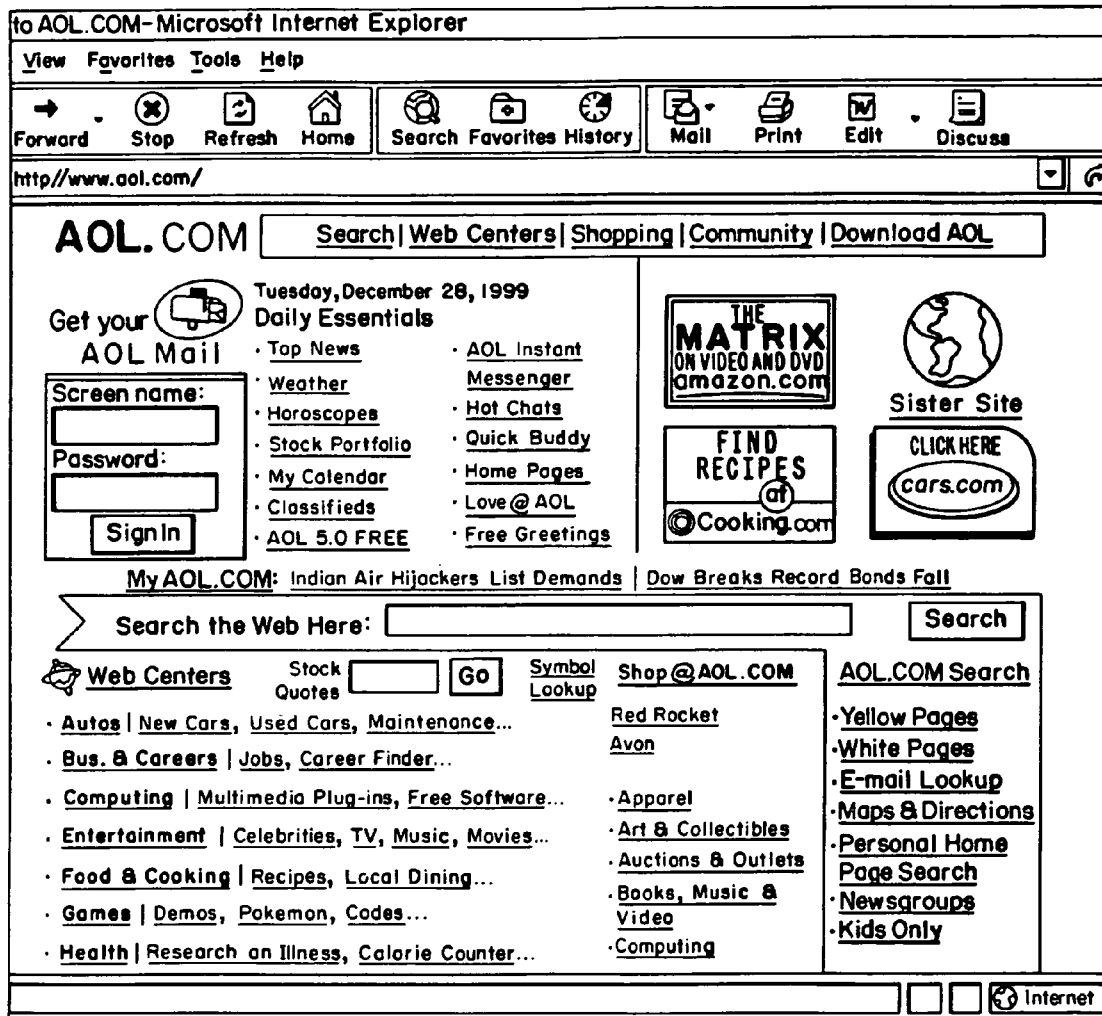 to AOL.COM-Microsoft Internet Explorer
View Favorites Tools Help
Forward Stop Refresh Home Search Favorites History Mail Print Edit Discuss
http//www.aol.com/
AOL.COM Search | Web Centers | Shopping | Community | Download AOL
Get your
AOL Mail
Screen name:
Password:
Sign In
Tuesday, December 28, 1999
Daily Essentials
· Top News
· Weather
· Horoscopes
· Stock Portfolio
· My Calendar
· Classifieds
· AOL 5.0 FREE
· AOL Instant
Messenger
· Hot Chats
· Quick Buddy
· Home Pages
· Love @ AOL
· Free Greetings
THE
MATRIX
ON VIDEO AND DVD
amazon.com
Sister Site
FIND
RECIPES
at
Cooking.com
CLICK HERE
cars.com
My AOL.COM: Indian Air Hijackers List Demands | Dow Breaks Record Bonds Fall
Search the Web Here: Search
Web Centers
Stock
Quotes
Go
Symbol
Lookup
· Autos | New Cars, Used Cars, Maintenance...
· Bus. & Careers | Jobs, Career Finder...
· Computing | Multimedia Plug-ins, Free Software...
· Entertainment | Celebrities, TV, Music, Movies...
· Food & Cooking | Recipes, Local Dining...
· Games | Demos, Pokemon, Codes...
· Health | Research an Illness, Calorie Counter...
Shop@AOL.COM
Red Rocket
Avon
· Apparel
· Art & Collectibles
· Auctions & Outlets
· Books, Music &
Video
· Computing
AOL.COM Search
· Yellow Pages
· White Pages
· E-mail Lookup
· Maps & Directions
· Personal Home
Page Search
· Newsgroups
· Kids Only
Internet